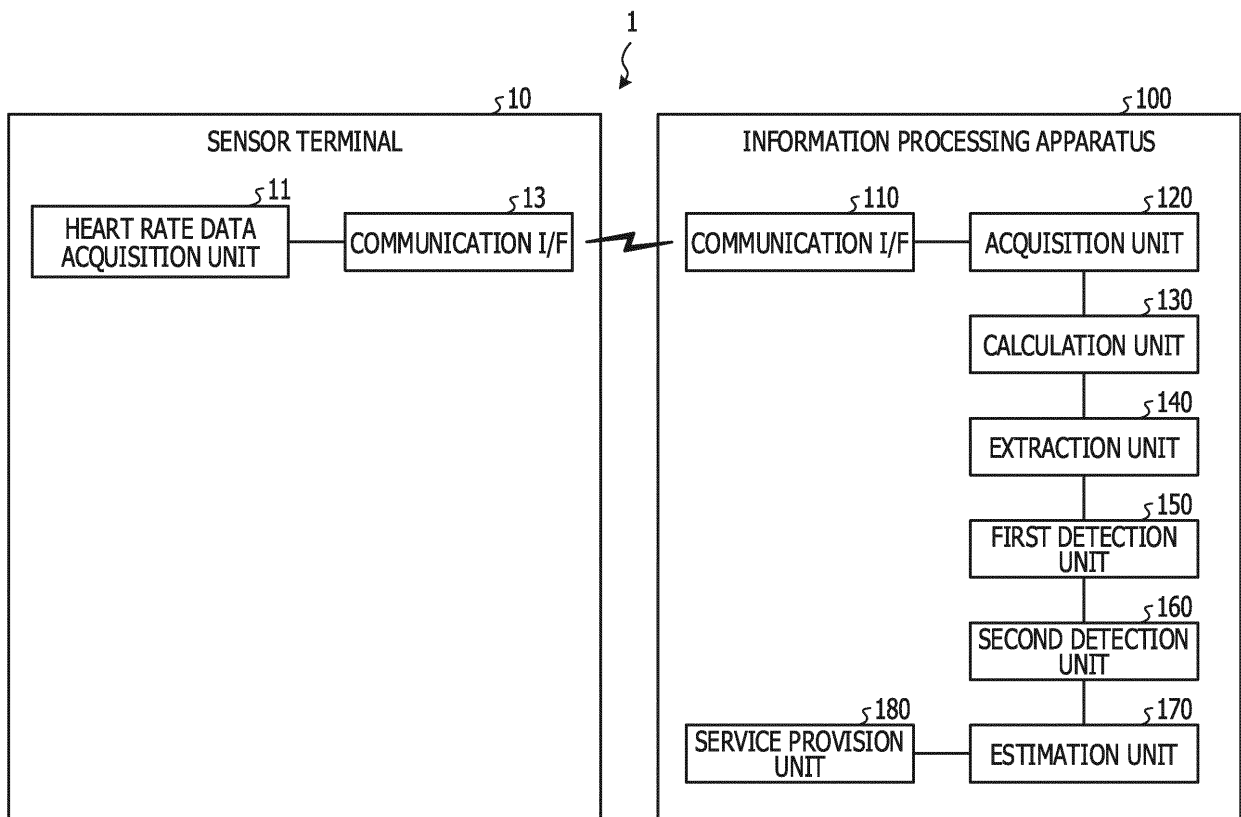 1
10
SENSOR TERMINAL
11
HEART RATE DATA
ACQUISITION UNIT
13
COMMUNICATION I/F
100
INFORMATION PROCESSING APPARATUS
110
COMMUNICATION I/F
120
ACQUISITION UNIT
130
CALCULATION UNIT
140
EXTRACTION UNIT
150
FIRST DETECTION
UNIT
160
SECOND DETECTION
UNIT
170
ESTIMATION UNIT
180
SERVICE PROVISION
UNIT